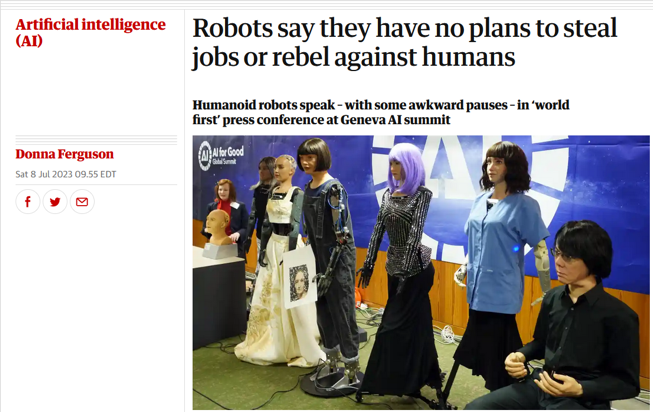 Artificial intelligence
(AI)
Robots say they have no plans to steal
jobs or rebel against humans
Humanoid robots speak – with some awkward pauses – in ‘world
first’ press conference at Geneva AI summit
Donna Ferguson
Sat 8 Jul 2023 09.55 EDT
AI
AI for Good
Global Summit